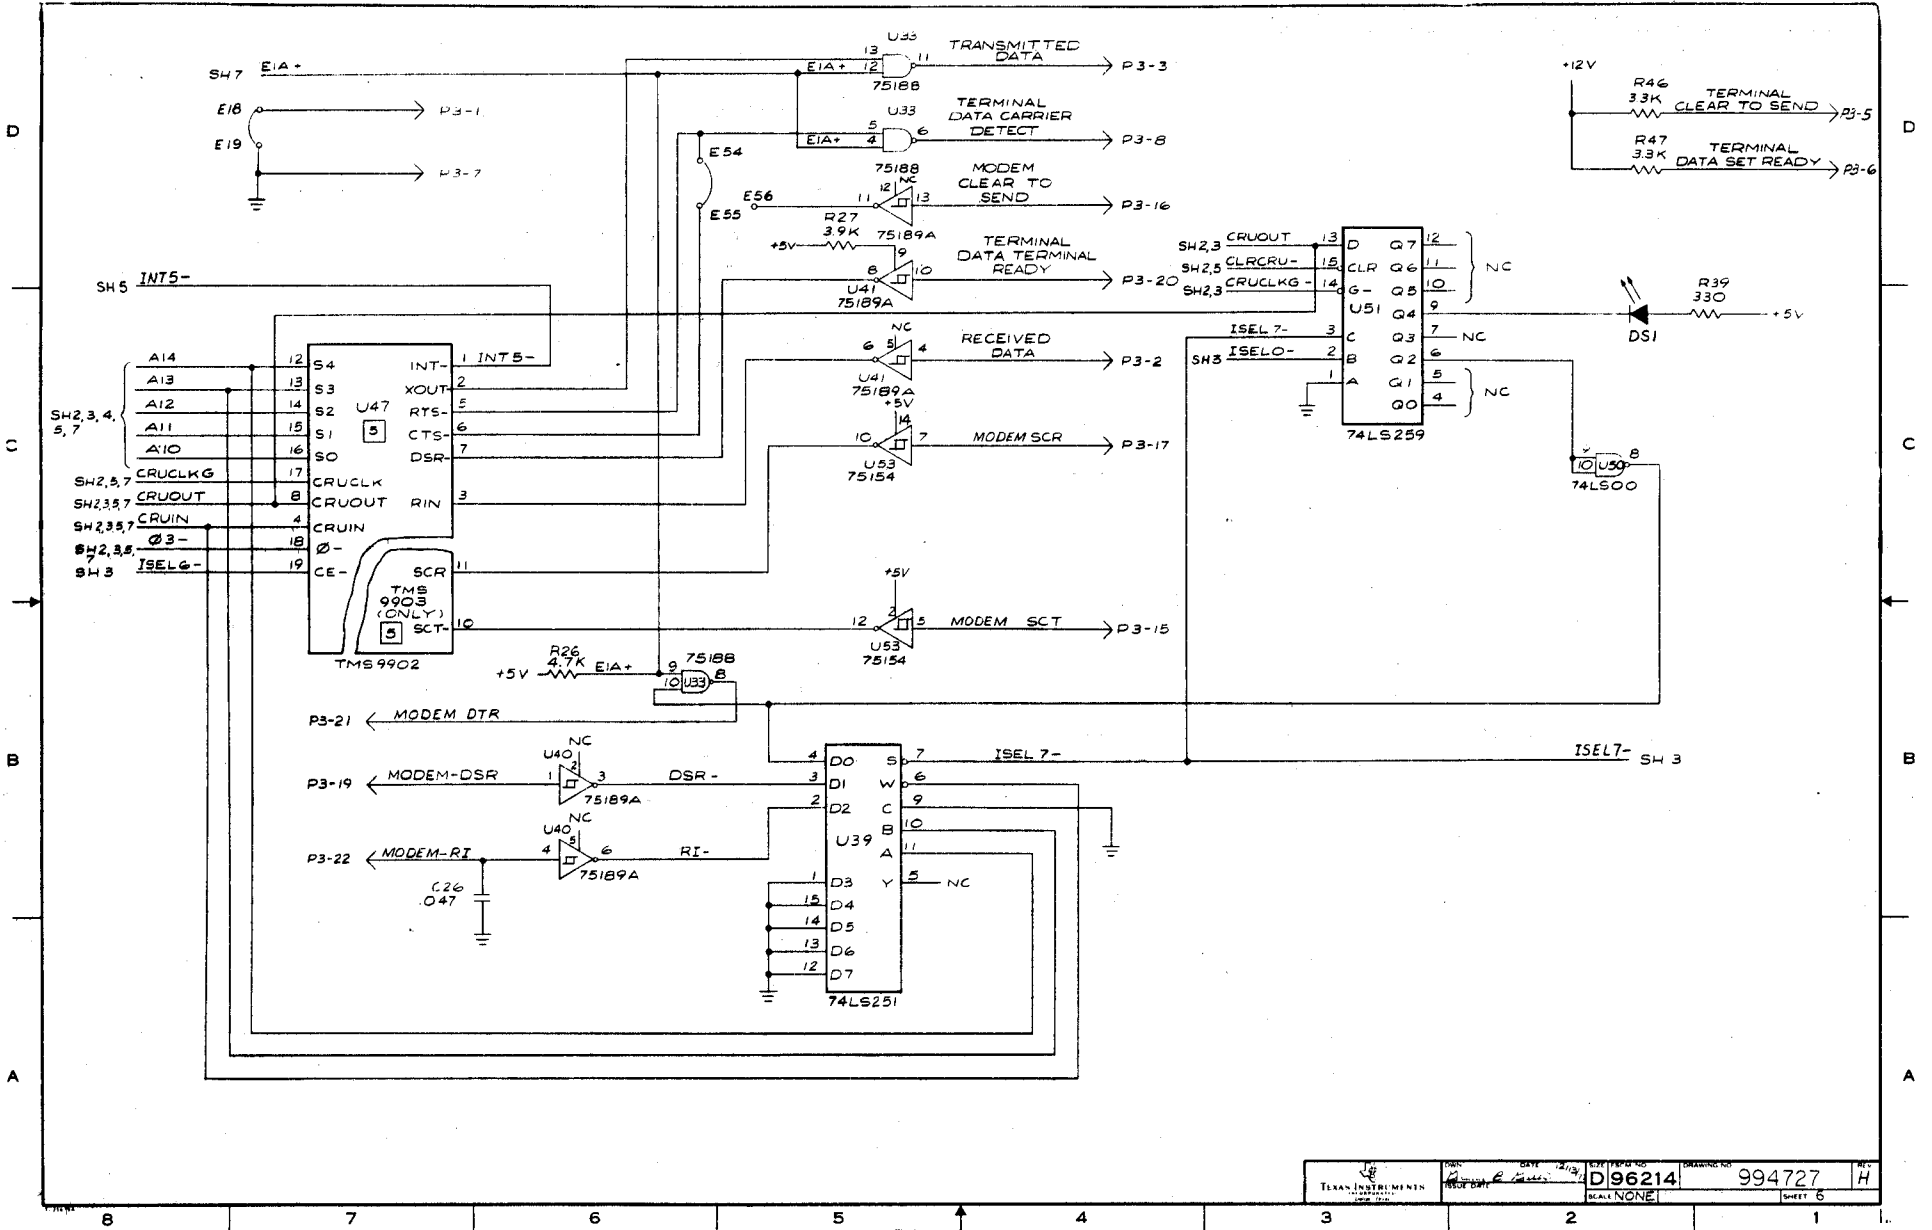 SH7 EIA+
E18
P3-1
E19
P3-7
U33
13
12
EIA+
11
75188
TRANSMITTED
DATA
P3-3
U33
5
4
EIA+
6
75188
TERMINAL
DATA CARRIER
DETECT
P3-8
E54
E55
E56
MODEM
CLEAR TO
SEND
12 NC
11
13
75189A
P3-16
R27
3.9K
+5V
9
8
10
U41
75189A
TERMINAL
DATA TERMINAL
READY
P3-20
NC
5
6
4
U41
75189A
RECEIVED
DATA
P3-2
+5V
14
10
7
U53
75154
MODEM SCR
P3-17
+5V
2
12
5
U53
75154
MODEM SCT
P3-15
+12V
R46
3.3K
TERMINAL
CLEAR TO SEND
P3-5
R47
3.3K
TERMINAL
DATA SET READY
P3-6
SH2,3 CRUOUT 13 D Q7 12
SH2,5 CLRCRU- 15 CLR Q6 11
SH2,3 CRUCLKG- 14 G- Q5 10
NC
U51
Q4 9
ISEL7- 3 C Q3 7 NC
SH3 ISEL0- 2 B Q2 6
1 A Q1 5
Q0 4
NC
74LS259
DS1
R39
330
+5V
10
U50
8
74LS00
SH5 INT5-
SH2,3,4,
5,7
A14 12 S4 INT- 1 INT5-
A13 13 S3 XOUT 2
A12 14 S2 RTS- 5
A11 15 S1 CTS- 6
A10 16 S0 DSR- 7
U47
5
SH2,5,7 CRUCLKG 17 CRUCLK
SH2,3,5,7 CRUOUT 8 CRUOUT RIN 3
SH2,3,5,7 CRUIN 4 CRUIN
SH2,3,5,
7
Ø3- 18 Ø-
SH3 ISEL6- 19 CE- SCR 11
TMS
9903
(ONLY)
5
SCT- 10
TMS9902
R26
4.7K
+5V
EIA+
9
10
U33
75188
8
P3-21 MODEM DTR
P3-19 MODEM-DSR
U40
NC
2
1
3
75189A
DSR-
P3-22 MODEM-RI
U40
NC
5
4
6
75189A
RI-
C26
.047
4 D0 S 7 ISEL7-
ISEL7- SH3
3 D1 W 6
2 D2 C 9
B 10
U39
A 11
1 D3 Y 5 NC
15 D4
14 D5
13 D6
12 D7
74LS251
D
C
B
A
D
C
B
A
8 7 6 5 4 3 2 1
TEXAS INSTRUMENTS
INCORPORATED
DWN
DATE
ISSUE DATE
SIZE
D
FSCM NO
96214
DRAWING NO
994727
REV
H
SCALE NONE
SHEET 6